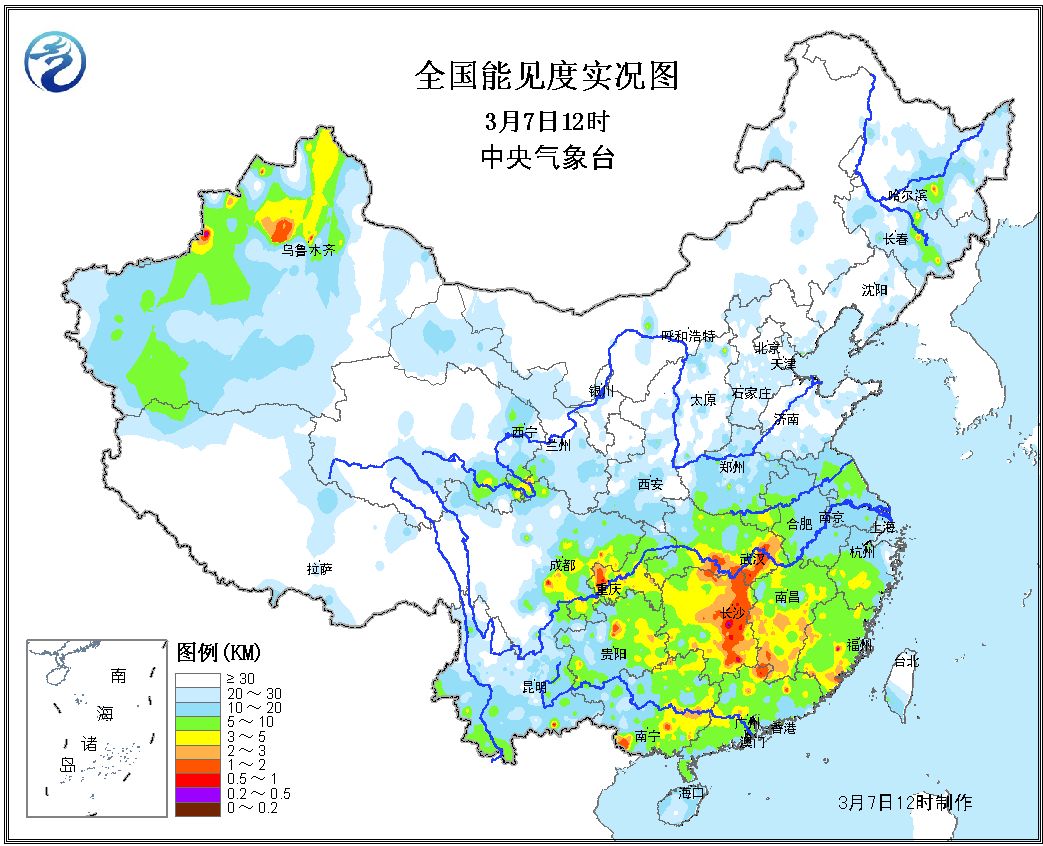 全国能见度实况图
3月7日12时
中央气象台
哈尔滨
长春
乌鲁木齐
沈阳
呼和浩特
北京
天津
银川
太原
石家庄
济南
西宁
兰州
西安
郑州
合肥
南京
上海
杭州
武汉
成都
重庆
拉萨
长沙
南昌
贵阳
福州
台北
昆明
南宁
广州
香港
澳门
海口
南
海
诸
岛
图例(KM)
≥30
20～30
10～20
5～10
3～5
2～3
1～2
0.5～1
0.2～0.5
0～0.2
3月7日12时制作